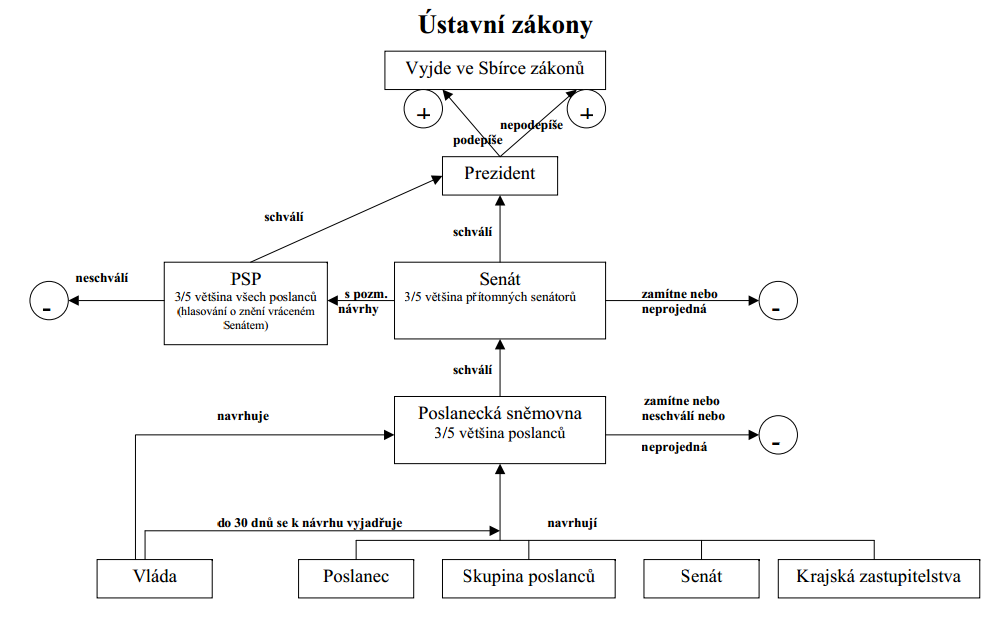 Ústavní zákony
Vyjde ve Sbírce zákonů
+
+
nepodepíše
podepíše
Prezident
schválí
schválí
neschválí
-
PSP
3/5 většina všech poslanců
(hlasování o znění vráceném
Senátem)
s pozm.
návrhy
Senát
3/5 většina přítomných senátorů
zamítne nebo
neprojedná
-
schválí
navrhuje
Poslanecká sněmovna
3/5 většina poslanců
zamítne nebo
neschválí nebo
neprojedná
-
do 30 dnů se k návrhu vyjadřuje
navrhují
Vláda
Poslanec
Skupina poslanců
Senát
Krajská zastupitelstva